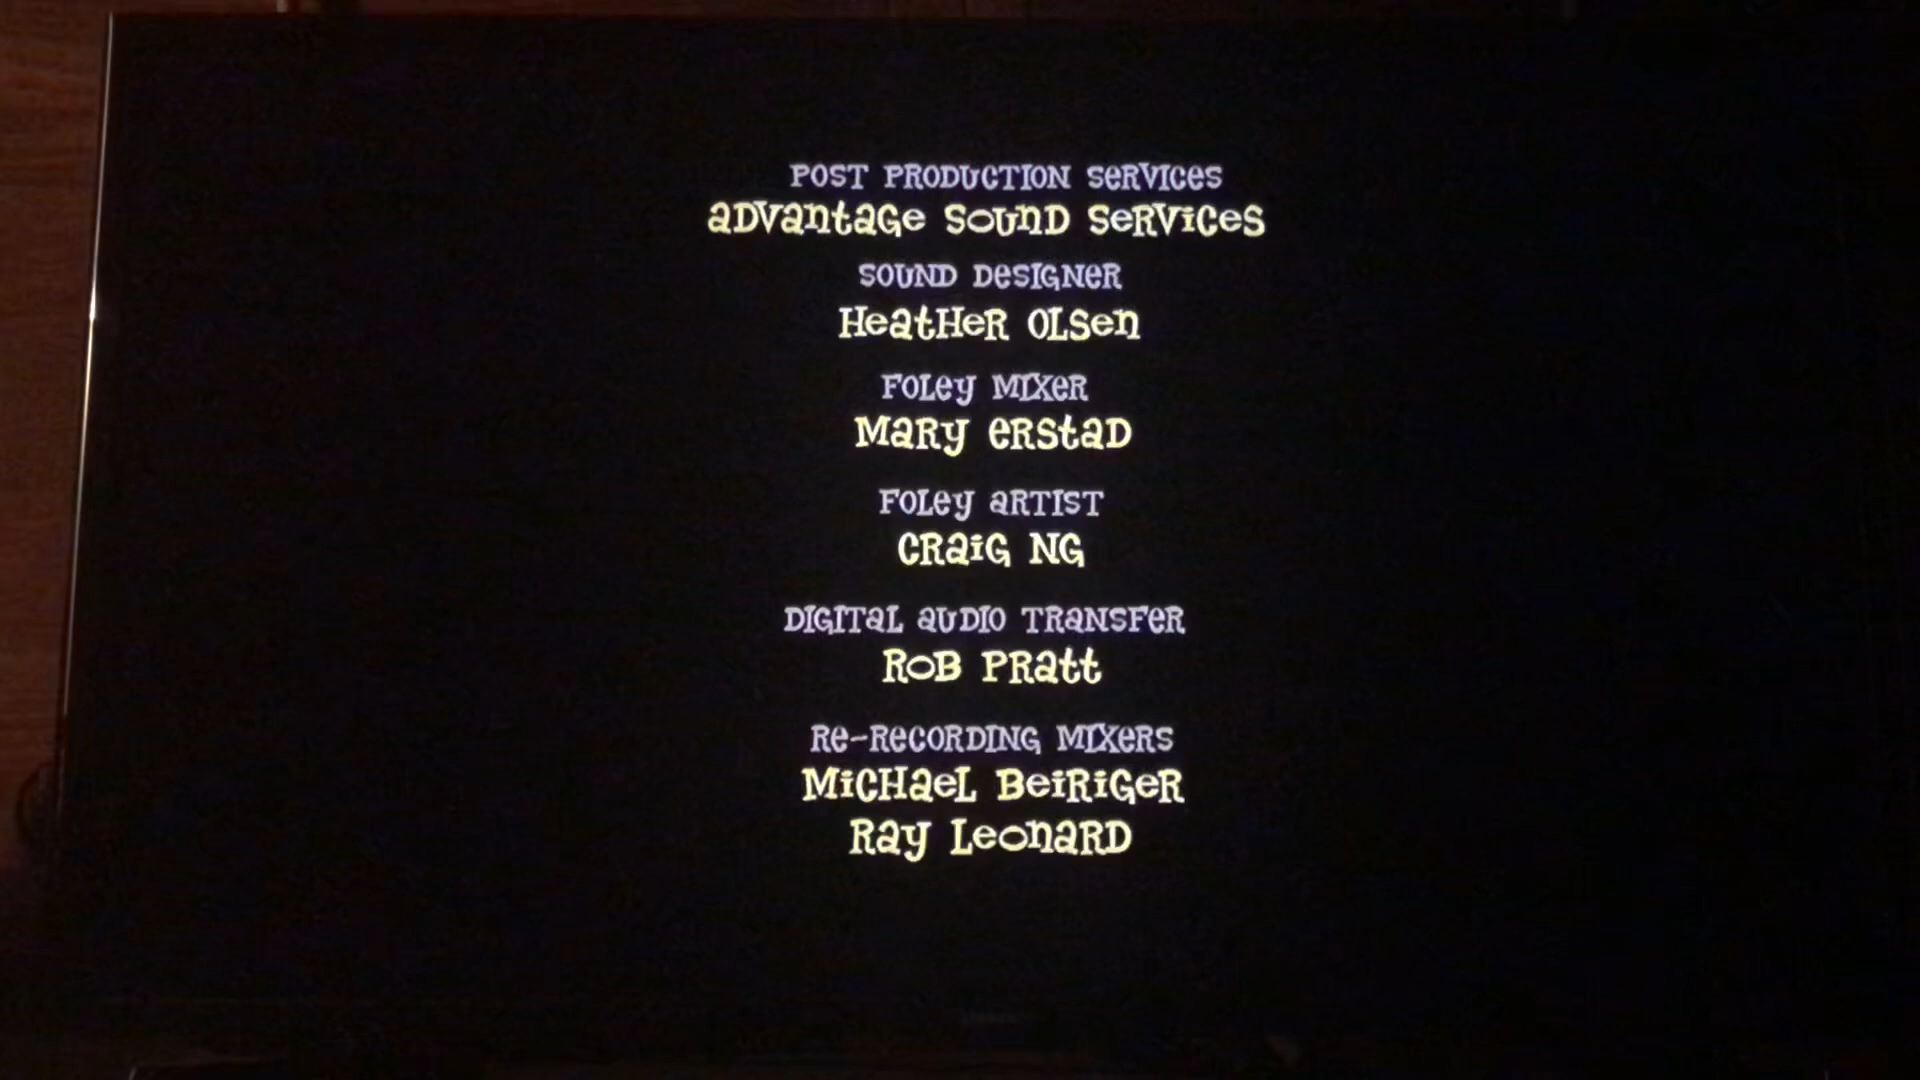 POST PRODUCTION SERVICES
ADVANTAGE SOUND SERVICES
SOUND DESIGNER
HEATHER OLSEN
FOLEY MIXER
MARY ERSTAD
FOLEY ARTIST
CRAIG NG
DIGITAL AUDIO TRANSFER
ROB PRATT
RE-RECORDING MIXERS
MICHAEL BEIRIGER
RAY LEONARD